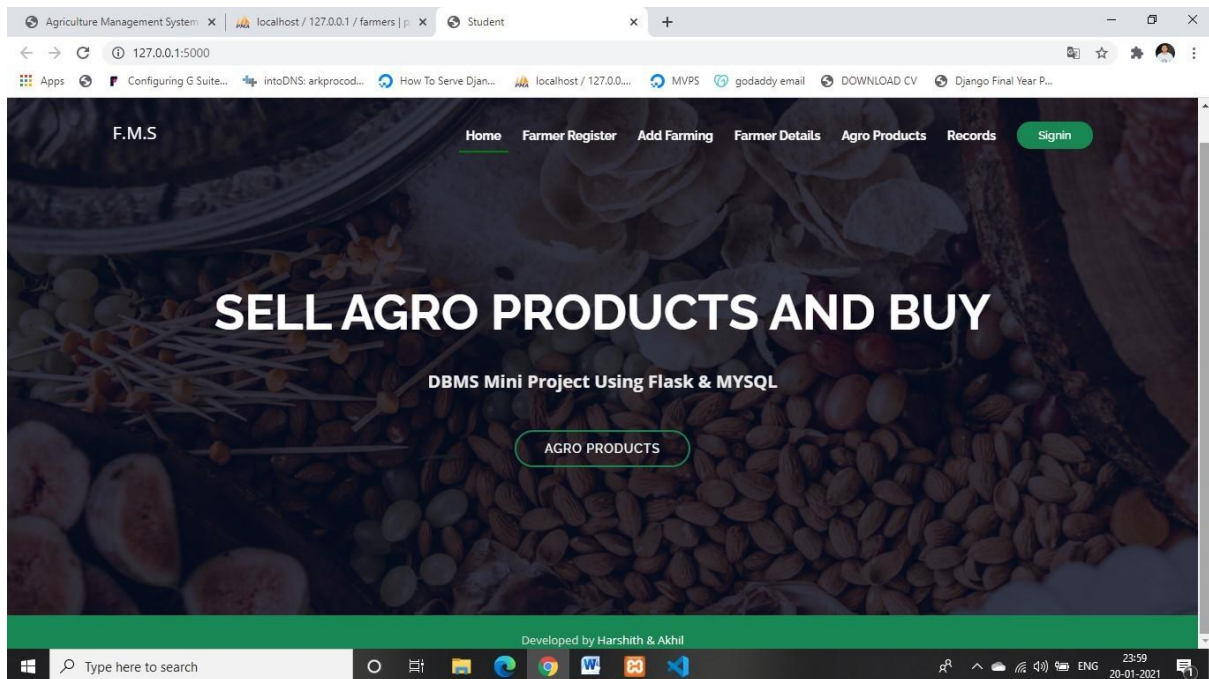 Agriculture Management System
localhost / 127.0.0.1 / farmers | p
Student
127.0.0.1:5000
Apps
Configuring G Suite...
intoDNS: arkprocod...
How To Serve Djan...
localhost / 127.0.0....
MVPS
godaddy email
DOWNLOAD CV
Django Final Year P...
F.M.S
Home
Farmer Register
Add Farming
Farmer Details
Agro Products
Records
Signin
SELL AGRO PRODUCTS AND BUY
DBMS Mini Project Using Flask & MYSQL
AGRO PRODUCTS
Developed by Harshith & Akhil
Type here to search
ENG
23:59
20-01-2021
1